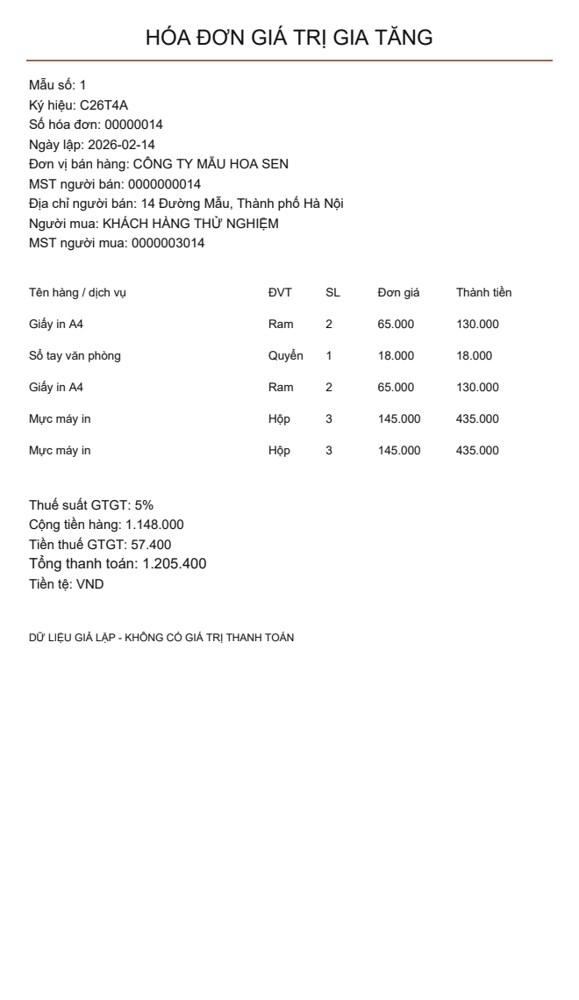 HÓA ĐƠN GIÁ TRỊ GIA TĂNG
Mẫu số: 1
Ký hiệu: C26T4A
Số hóa đơn: 00000014
Ngày lập: 2026-02-14
Đơn vị bán hàng: CÔNG TY MẪU HOA SEN
MST người bán: 0000000014
Địa chỉ người bán: 14 Đường Mẫu, Thành phố Hà Nội
Người mua: KHÁCH HÀNG THỬ NGHIỆM
MST người mua: 0000003014
Tên hàng / dịch vụ ĐVT SL Đơn giá Thành tiền
Giấy in A4 Ram 2 65.000 130.000
Sổ tay văn phòng Quyển 1 18.000 18.000
Giấy in A4 Ram 2 65.000 130.000
Mực máy in Hộp 3 145.000 435.000
Mực máy in Hộp 3 145.000 435.000
Thuế suất GTGT: 5%
Cộng tiền hàng: 1.148.000
Tiền thuế GTGT: 57.400
Tổng thanh toán: 1.205.400
Tiền tệ: VND
DỮ LIỆU GIẢ LẬP - KHÔNG CÓ GIÁ TRỊ THANH TOÁN